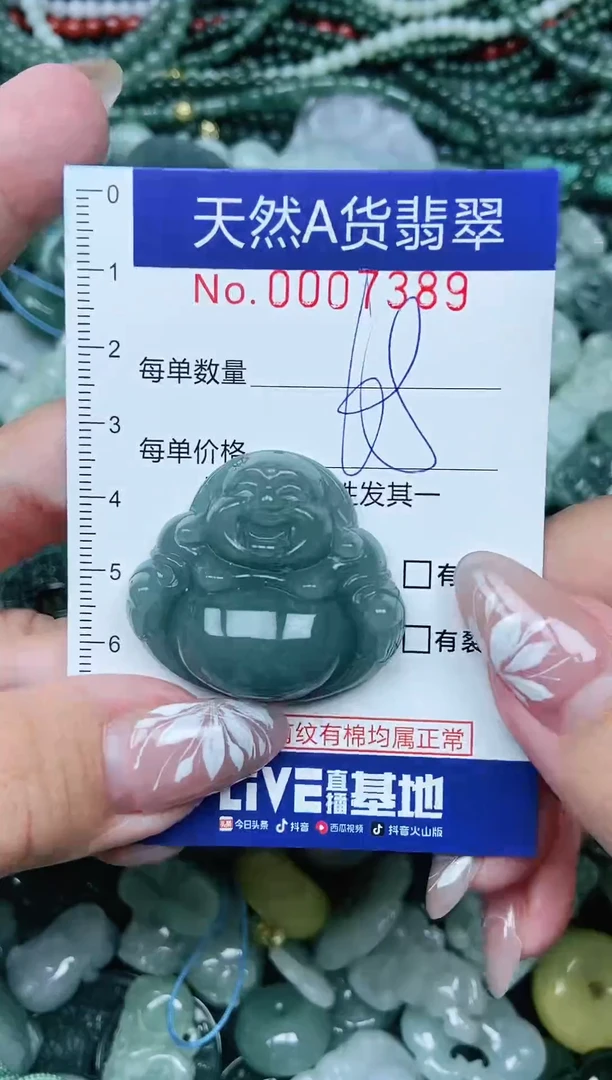 天然A货翡翠
No.0007389
0
1
2
每单数量
3
每单价格
4
性发其一
5
有
6
有裂
纹有棉均属正常
LiVE直播基地
今日头条 抖音 西瓜视频 抖音火山版